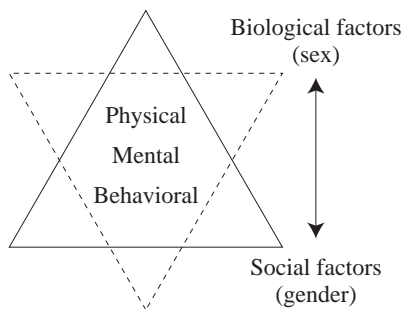 Biological factors
(sex)
Physical
Mental
Behavioral
Social factors
(gender)